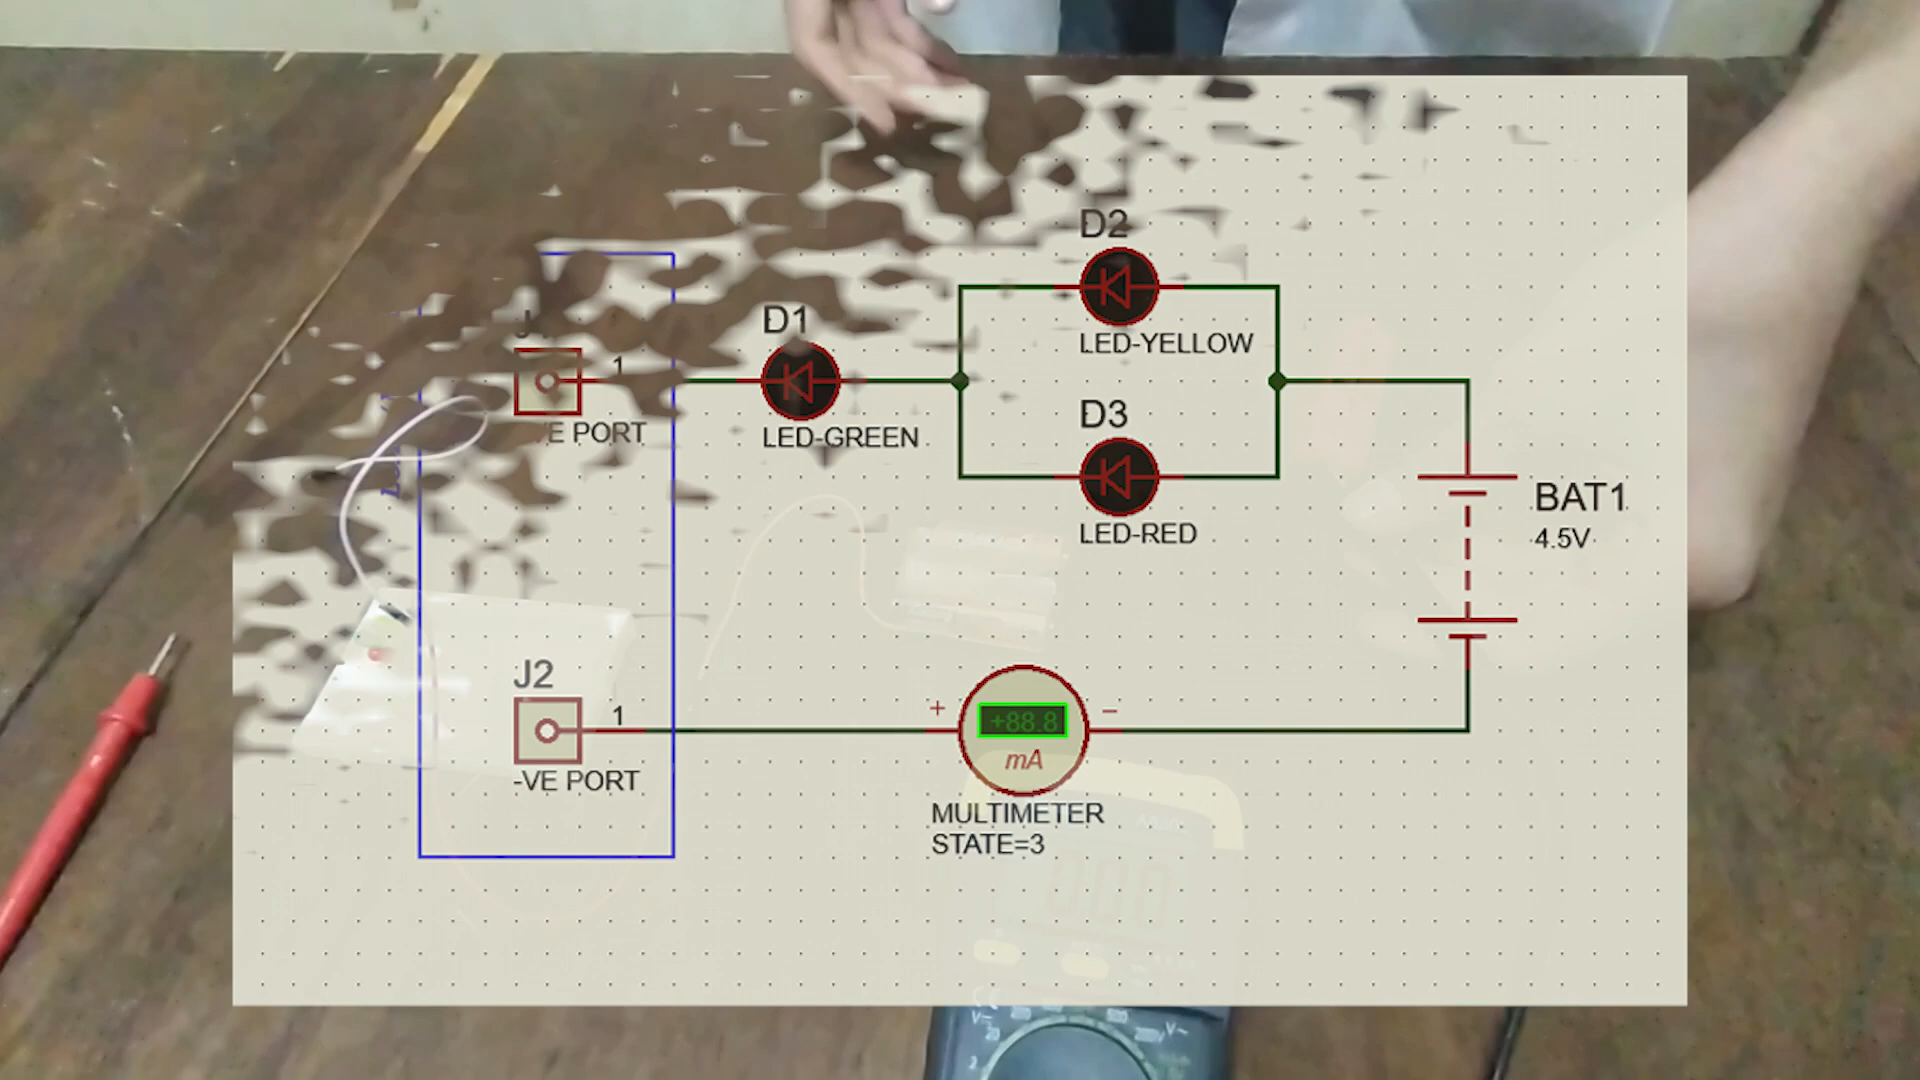 D2
LED-YELLOW
D1
LED-GREEN
1
PORT
D3
LED-RED
BAT1
4.5V
J2
1
-VE PORT
+ -
+88.8
mA
MULTIMETER
STATE=3